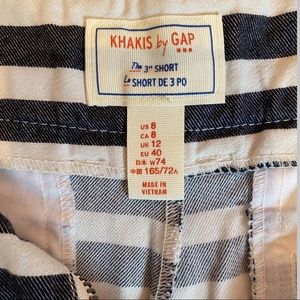 KHAKIS by GAP
The 3" SHORT
Le SHORT DE 3 PO
US 8
CA 8
UK 12
EU 40
日本 W74
中国 165/72A
MADE IN
VIETNAM